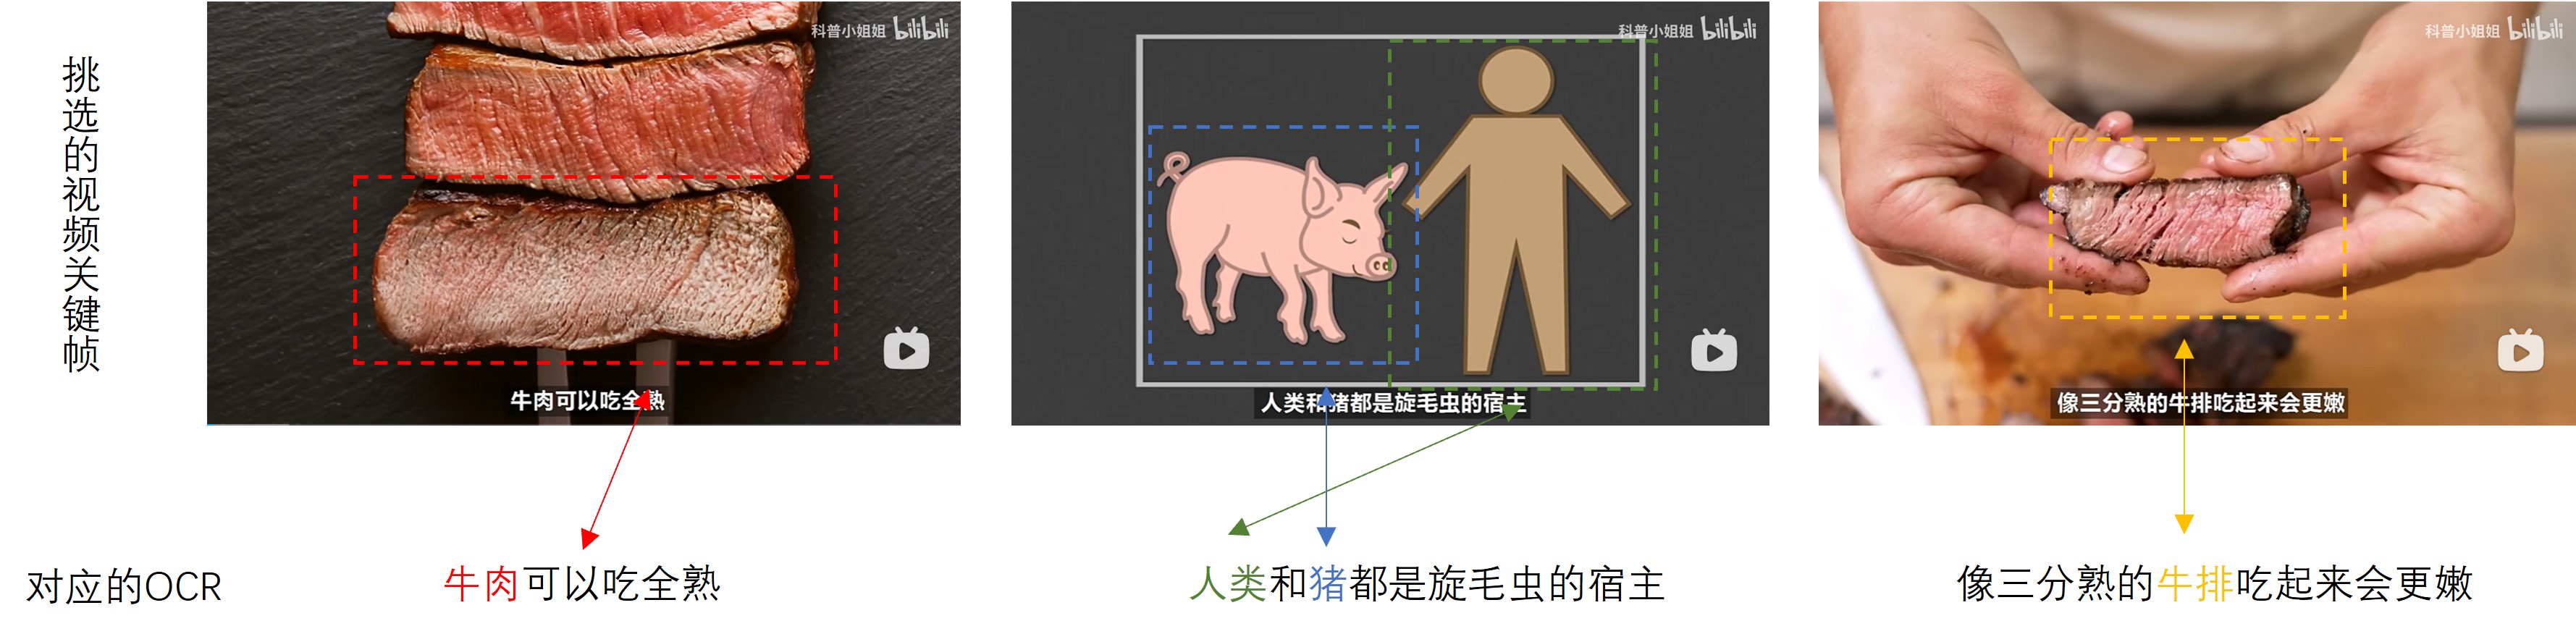 挑选的视频关键帧
科普小姐姐 bilibili
牛肉可以吃全熟
科普小姐姐 bilibili
人类和猪都是旋毛虫的宿主
科普小姐姐 bilibili
像三分熟的牛排吃起来会更嫩
对应的OCR
牛肉可以吃全熟
人类和猪都是旋毛虫的宿主
像三分熟的牛排吃起来会更嫩